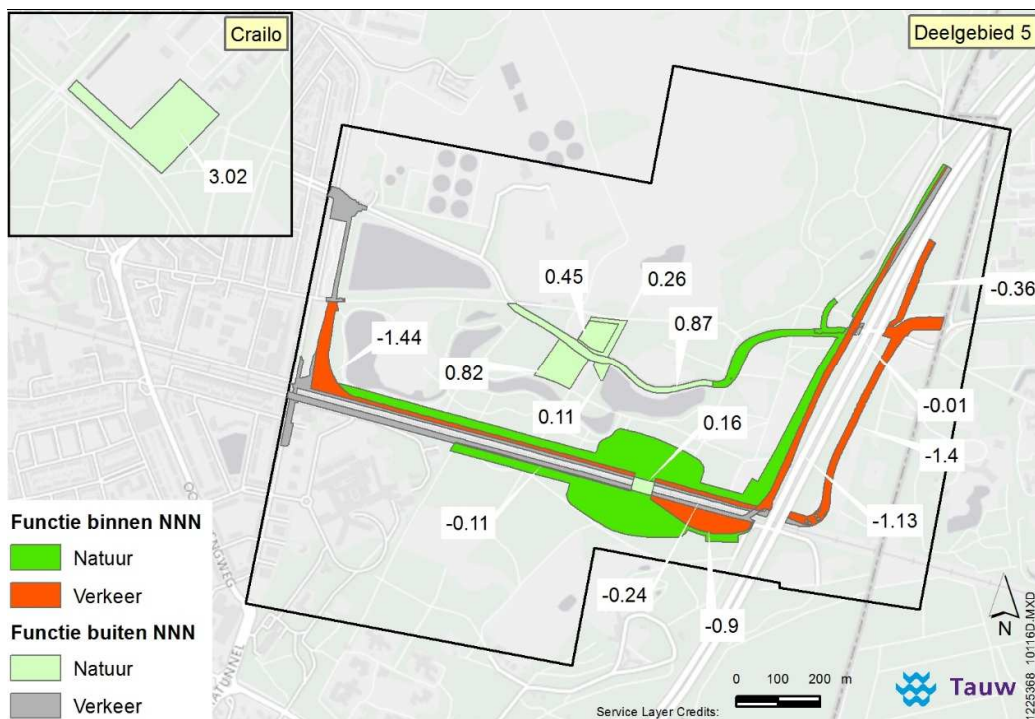 Crailo
Deelgebied 5
3.02
0.45
0.26
-0.36
-1.44
0.87
0.82
0.11
0.16
-0.01
-1.4
-0.11
-1.13
-0.24
-0.9
Functie binnen NNN
Natuur
Verkeer
Functie buiten NNN
Natuur
Verkeer
NGWEG
NATUNNEL
N
0 100 200 m
Service Layer Credits:
Tauw